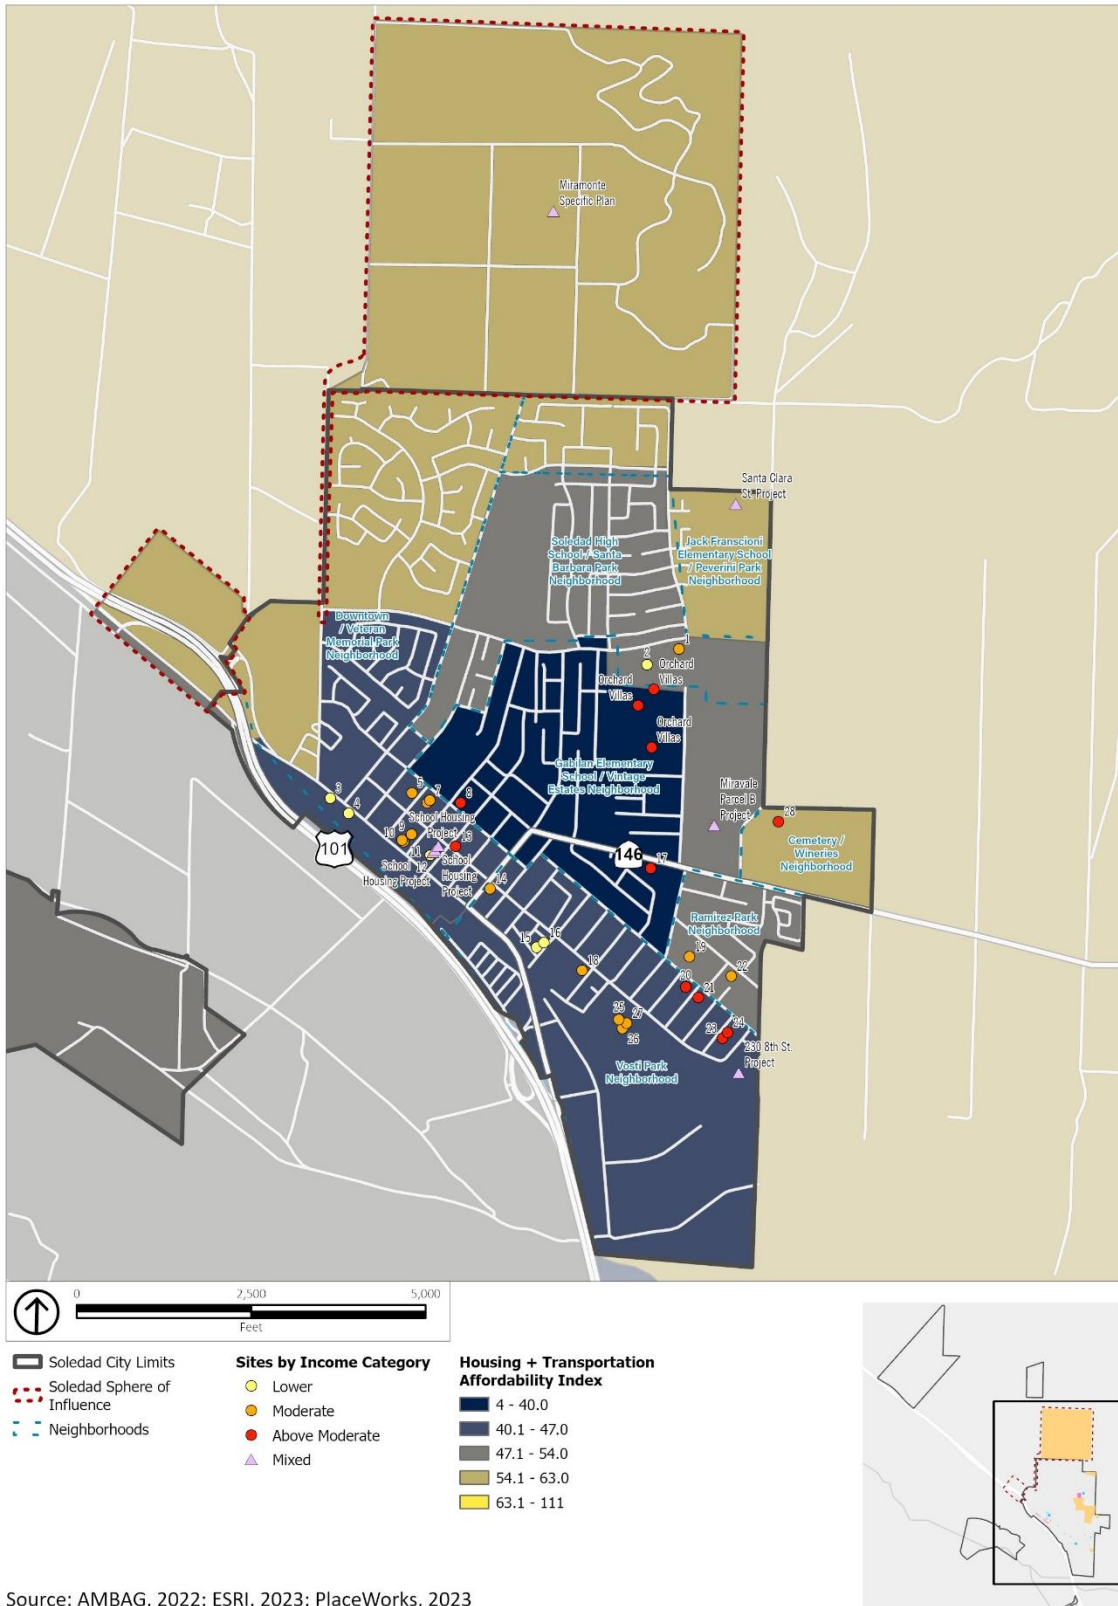 Miramonte
Specific Plan
Santa Clara
St. Project
Soledad High
School / Santa
Barbara Park
Neighborhood
Jack Franscioni
Elementary School
/ Peverini Park
Neighborhood
Downtown
/ Veteran
Memorial Park
Neighborhood
1
2
Orchard
Villas
Orchard
Villas
Orchard
Villas
Gabilan Elementary
School / Vintage
Estates Neighborhood
Miravale
Parcel B
Project
28
Cemetery /
Wineries
Neighborhood
3
4
5
7
8
School Housing
Project
9
10
11
12
13
School
Housing Project
School
Housing
Project
101
146
14
17
Ramirez Park
Neighborhood
15
16
18
19
20
21
22
23
24
25
26
27
230 8th St.
Project
Vosti Park
Neighborhood
0 2,500 5,000
Feet
Soledad City Limits
Soledad Sphere of
Influence
Neighborhoods
Sites by Income Category
Lower
Moderate
Above Moderate
Mixed
Housing + Transportation
Affordability Index
4 - 40.0
40.1 - 47.0
47.1 - 54.0
54.1 - 63.0
63.1 - 111
Source: AMBAG, 2022; ESRI, 2023; PlaceWorks, 2023